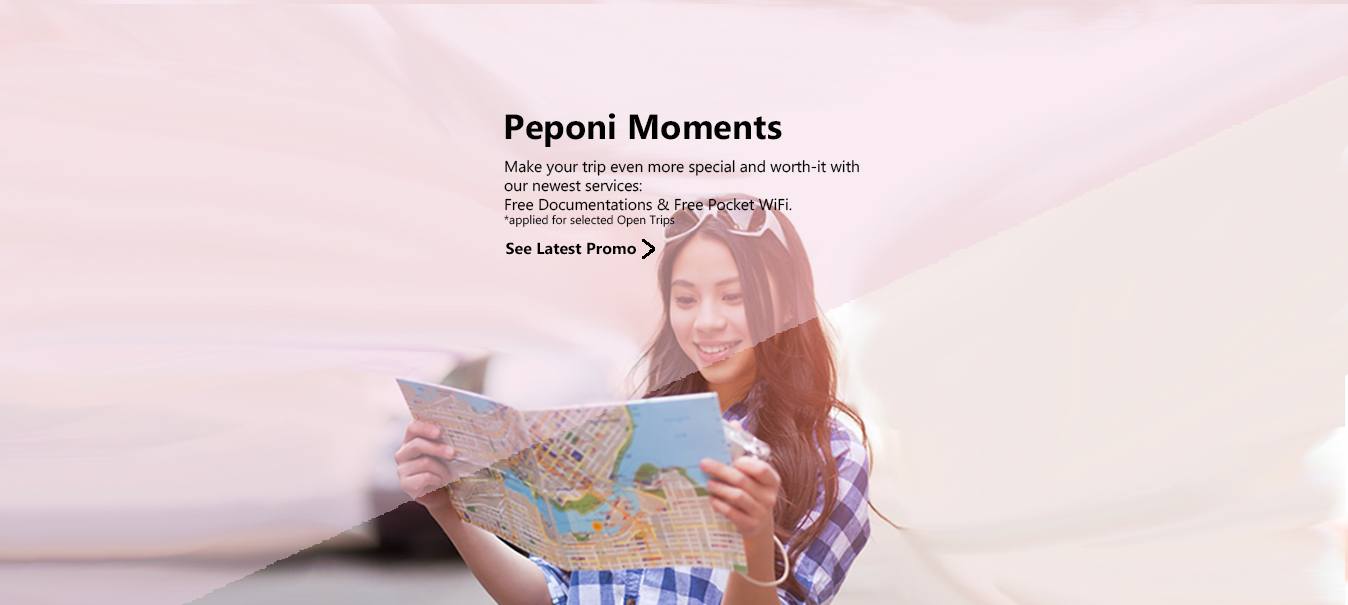 Peponi Moments
Make your trip even more special and worth-it with
our newest services:
Free Documentations & Free Pocket WiFi.
*applied for selected Open Trips
See Latest Promo